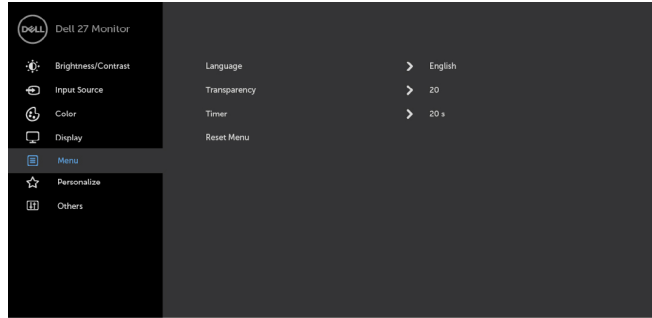 DELL Dell 27 Monitor
Brightness/Contrast Language English
Input Source Transparency 20
Color Timer 20 s
Display Reset Menu
Menu
Personalize
Others